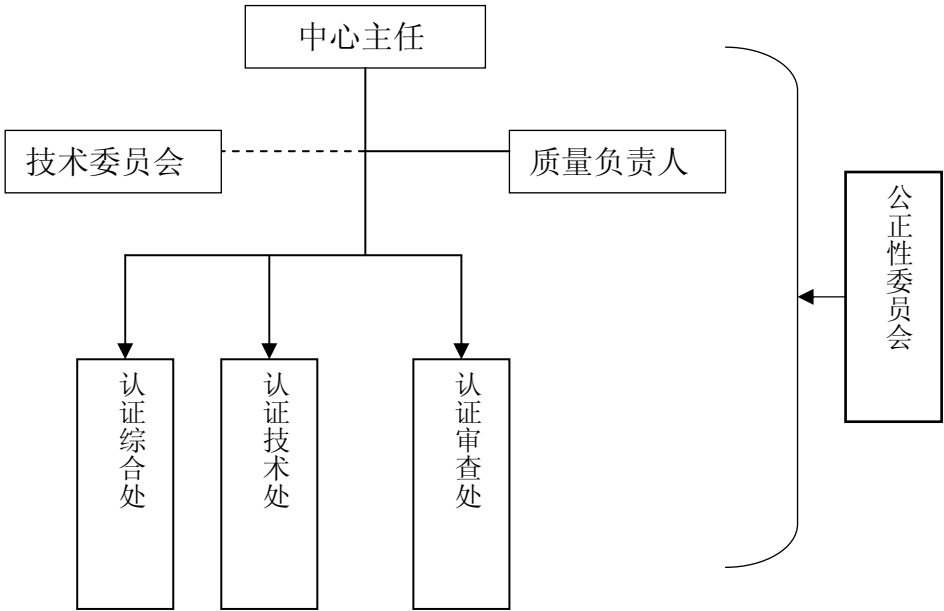 中心主任
技术委员会
质量负责人
公正性委员会
认证综合处
认证技术处
认证审查处